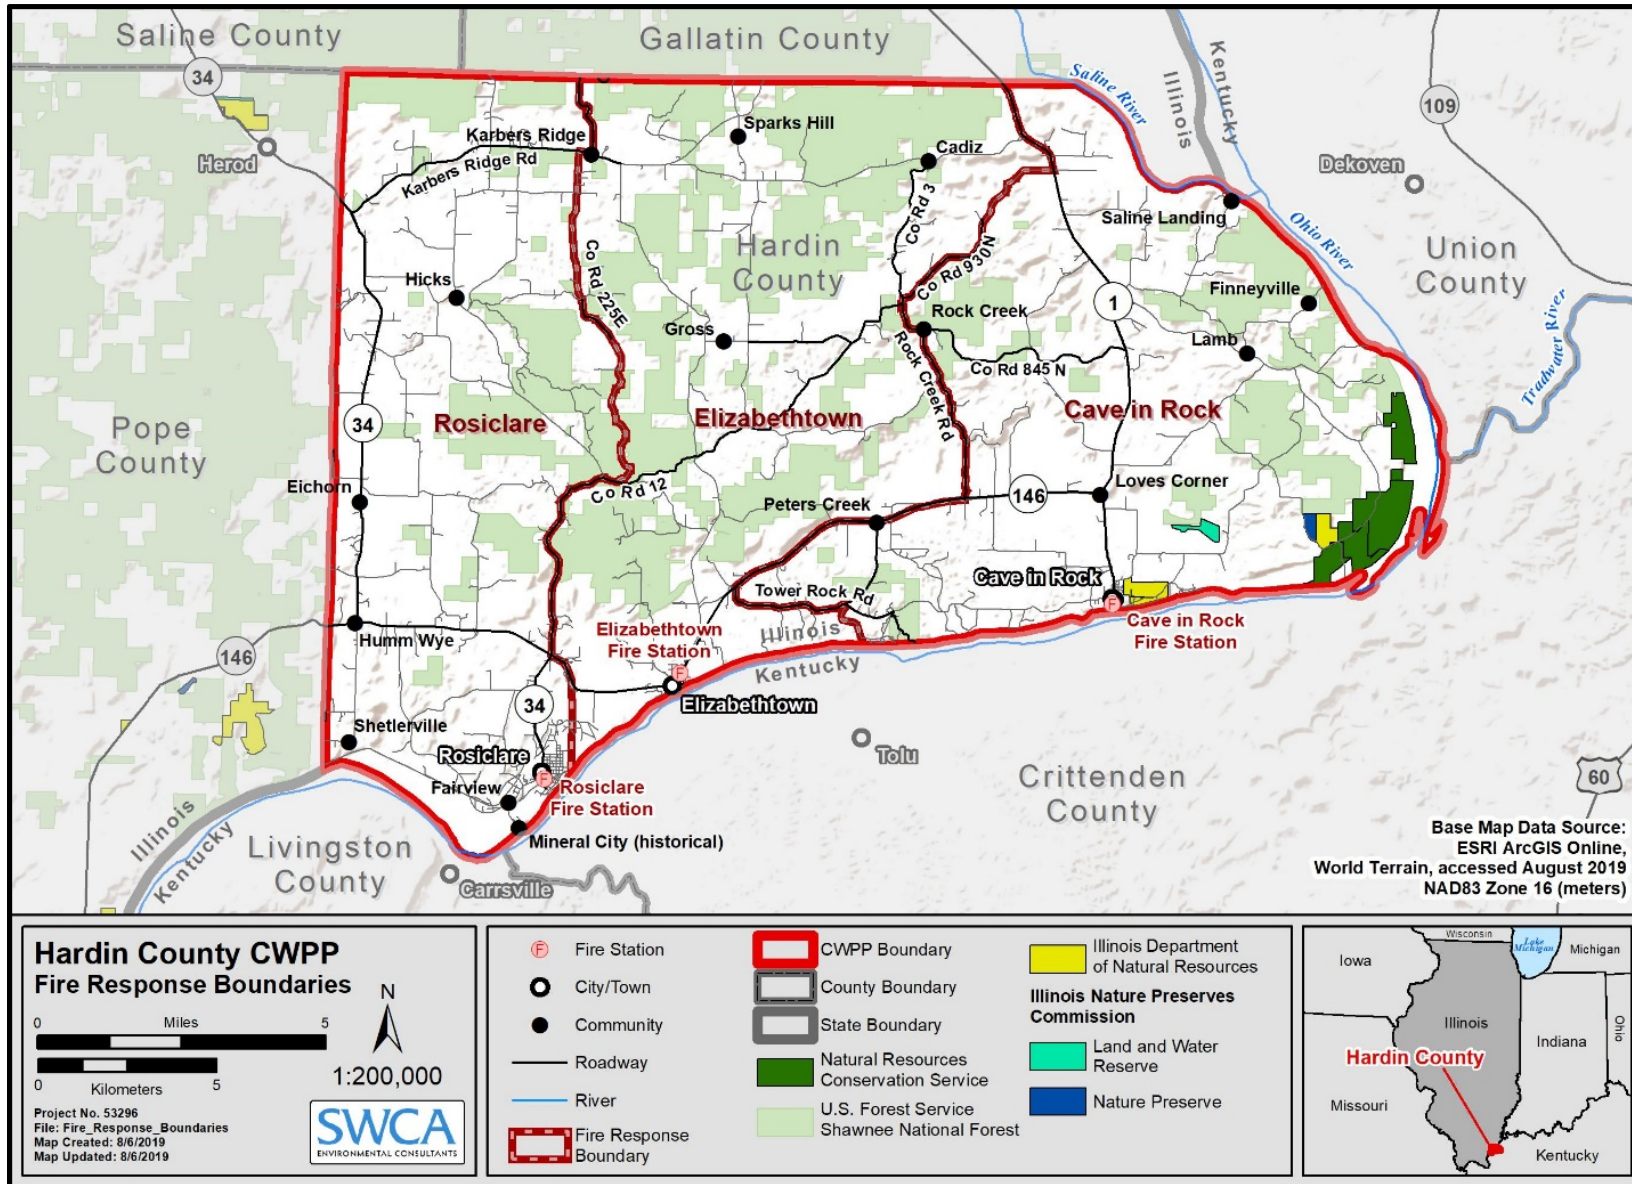 Saline County
Gallatin County
34
Herod
109
Saline River
Illinois
Kentucky
Dekoven
Karbers Ridge
Karbers Ridge Rd
Sparks Hill
Cadiz
Co Rd 3
Saline Landing
Ohio River
Hardin
County
Union
County
Co Rd 930N
Co Rd 225E
Hicks
Gross
Rock Creek
1
Finneyville
Lamb
Co Rd 845 N
Rock Creek Rd
Tradwater River
Pope
County
34
Rosiclare
Elizabethtown
Cave in Rock
Eichorn
Co Rd 12
Peters Creek
146
Loves Corner
Cave in Rock
Tower Rock Rd
Cave in Rock
Fire Station
Elizabethtown
Fire Station
Illinois
Kentucky
Humm Wye
146
34
Elizabethtown
Shetlerville
Rosiclare
Fairview
Rosiclare
Fire Station
Mineral City (historical)
Tolu
Crittenden
County
60
Illinois
Kentucky
Livingston
County
Carrsville
Base Map Data Source:
ESRI ArcGIS Online,
World Terrain, accessed August 2019
NAD83 Zone 16 (meters)
Hardin County CWPP
Fire Response Boundaries
N
0 Miles 5
0 Kilometers 5
1:200,000
Project No. 53296
File: Fire_Response_Boundaries
Map Created: 8/6/2019
Map Updated: 8/6/2019
SWCA
ENVIRONMENTAL CONSULTANTS
F Fire Station
City/Town
Community
Roadway
River
Fire Response
Boundary
CWPP Boundary
County Boundary
State Boundary
Natural Resources
Conservation Service
U.S. Forest Service
Shawnee National Forest
Illinois Department
of Natural Resources
Illinois Nature Preserves
Commission
Land and Water
Reserve
Nature Preserve
Wisconsin
Lake
Michigan
Michigan
Iowa
Illinois
Indiana
Ohio
Hardin County
Missouri
Kentucky